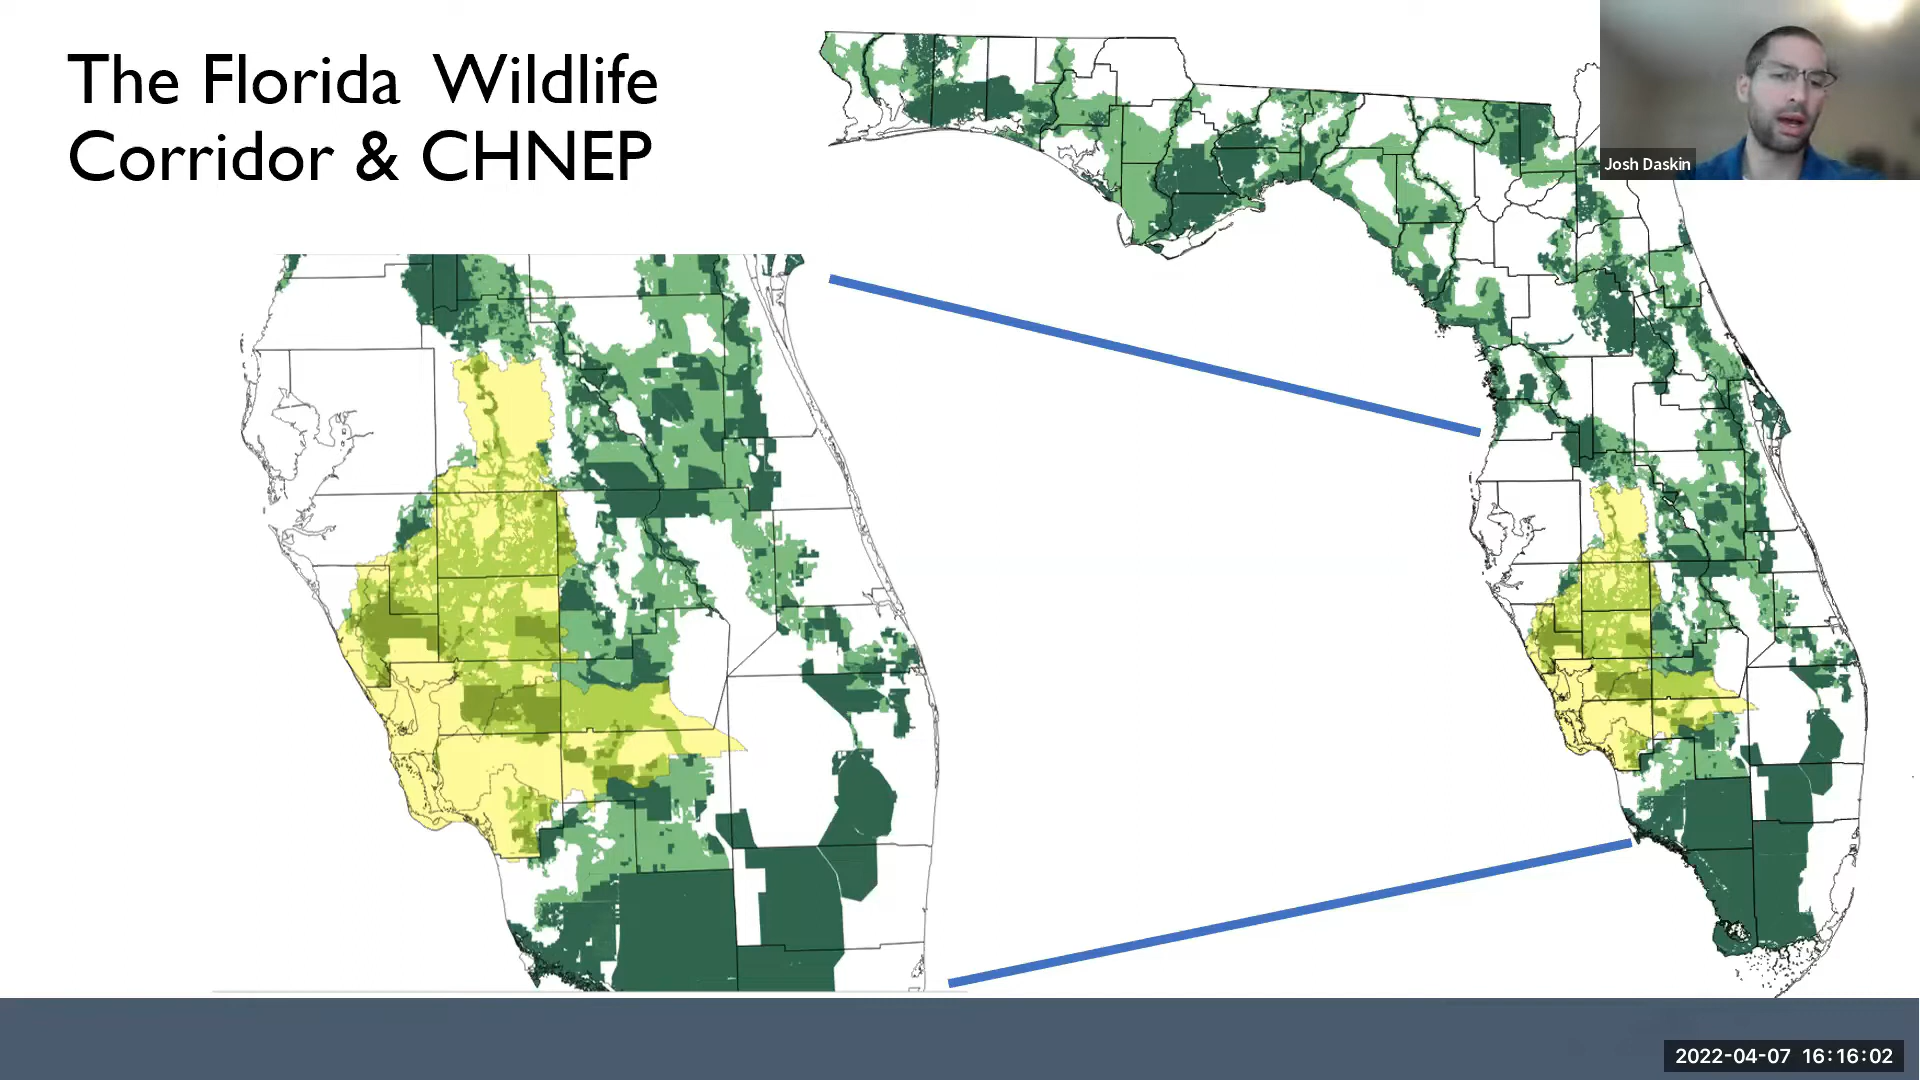 The Florida Wildlife
Corridor & CHNEP
Josh Daskin
2022-04-07 16:16:02